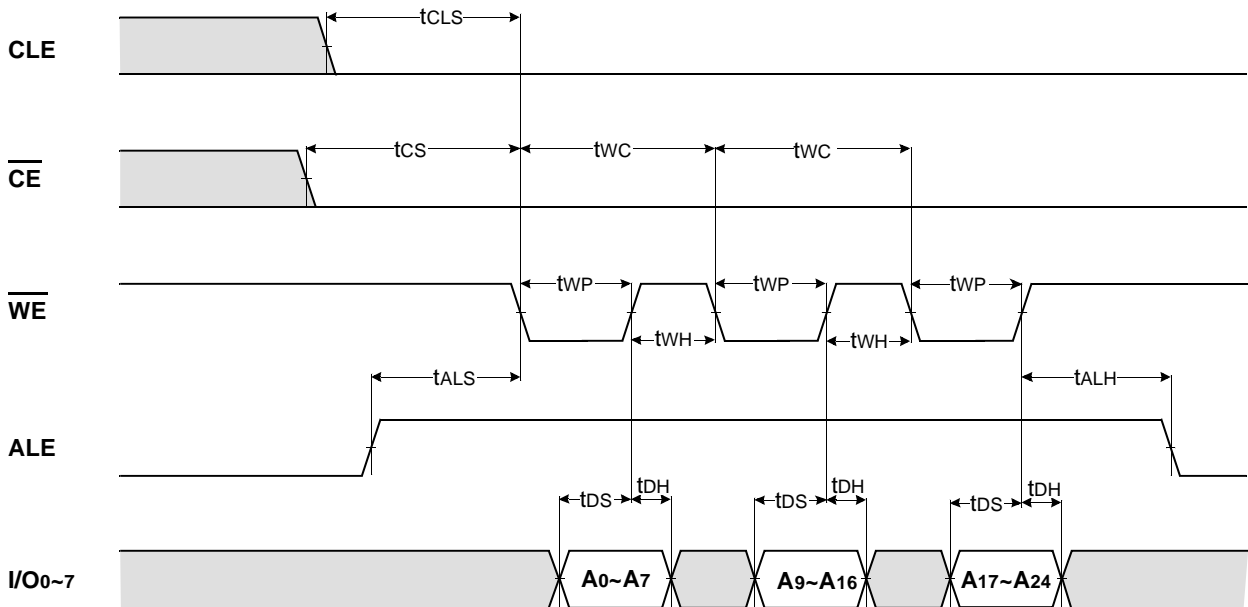 CLE tCLS
CE tCS tWC tWC
WE tWP tWP tWP
tWH tWH
tALS tALH
ALE
tDS tDH tDS tDH tDS tDH
I/O0~7 A0~A7 A9~A16 A17~A24